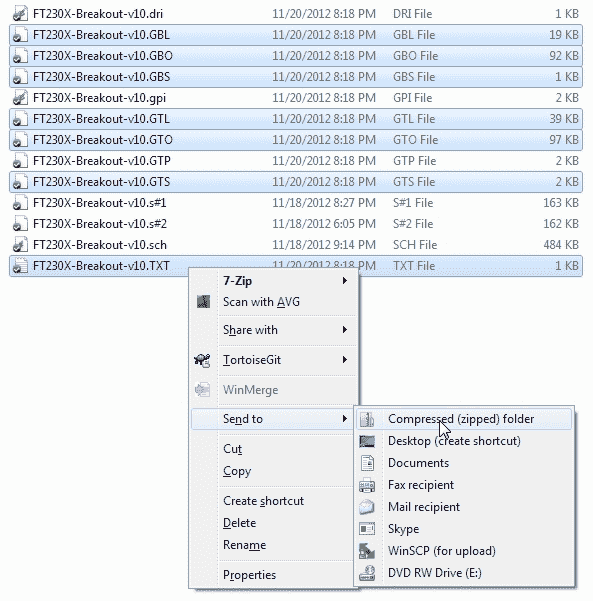 FT230X-Breakout-v10.dri 11/20/2012 8:18 PM DRI File 1 KB
FT230X-Breakout-v10.GBL 11/20/2012 8:18 PM GBL File 19 KB
FT230X-Breakout-v10.GBO 11/20/2012 8:18 PM GBO File 92 KB
FT230X-Breakout-v10.GBS 11/20/2012 8:18 PM GBS File 1 KB
FT230X-Breakout-v10.gpi 11/20/2012 8:18 PM GPI File 2 KB
FT230X-Breakout-v10.GTL 11/20/2012 8:18 PM GTL File 39 KB
FT230X-Breakout-v10.GTO 11/20/2012 8:18 PM GTO File 97 KB
FT230X-Breakout-v10.GTP 11/20/2012 8:18 PM GTP File 2 KB
FT230X-Breakout-v10.GTS 11/20/2012 8:18 PM GTS File 2 KB
FT230X-Breakout-v10.s#1 11/18/2012 8:27 PM S#1 File 163 KB
FT230X-Breakout-v10.s#2 11/18/2012 6:05 PM S#2 File 162 KB
FT230X-Breakout-v10.sch 11/18/2012 9:14 PM SCH File 484 KB
FT230X-Breakout-v10.TXT 11/20/2012 8:18 PM TXT File 1 KB
7-Zip
Scan with AVG
Share with
TortoiseGit
WinMerge
Send to
Cut
Copy
Create shortcut
Delete
Rename
Properties
Compressed (zipped) folder
Desktop (create shortcut)
Documents
Fax recipient
Mail recipient
Skype
WinSCP (for upload)
DVD RW Drive (E:)